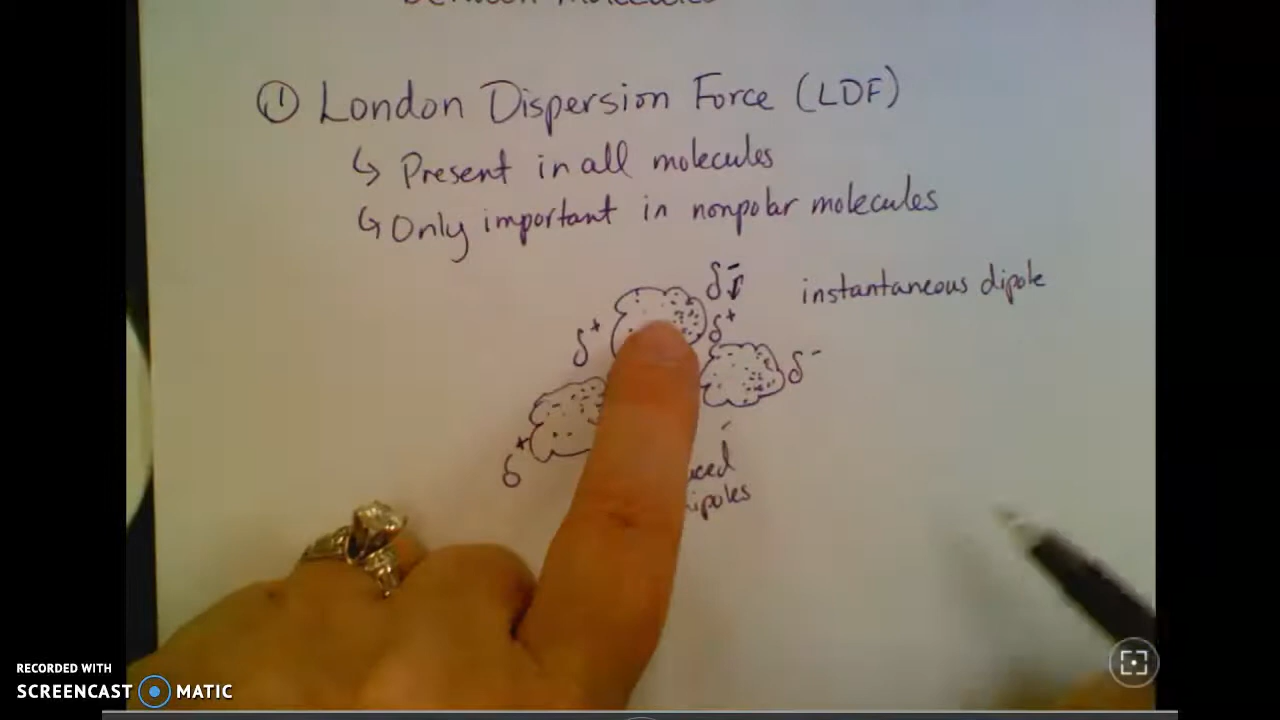 ① London Dispersion Force (LDF)
↳ Present in all molecules
↳ Only important in nonpolar molecules
δ-
instantaneous dipole
δ+
δ+
δ-
δ+
RECORDED WITH
SCREENCAST MATIC